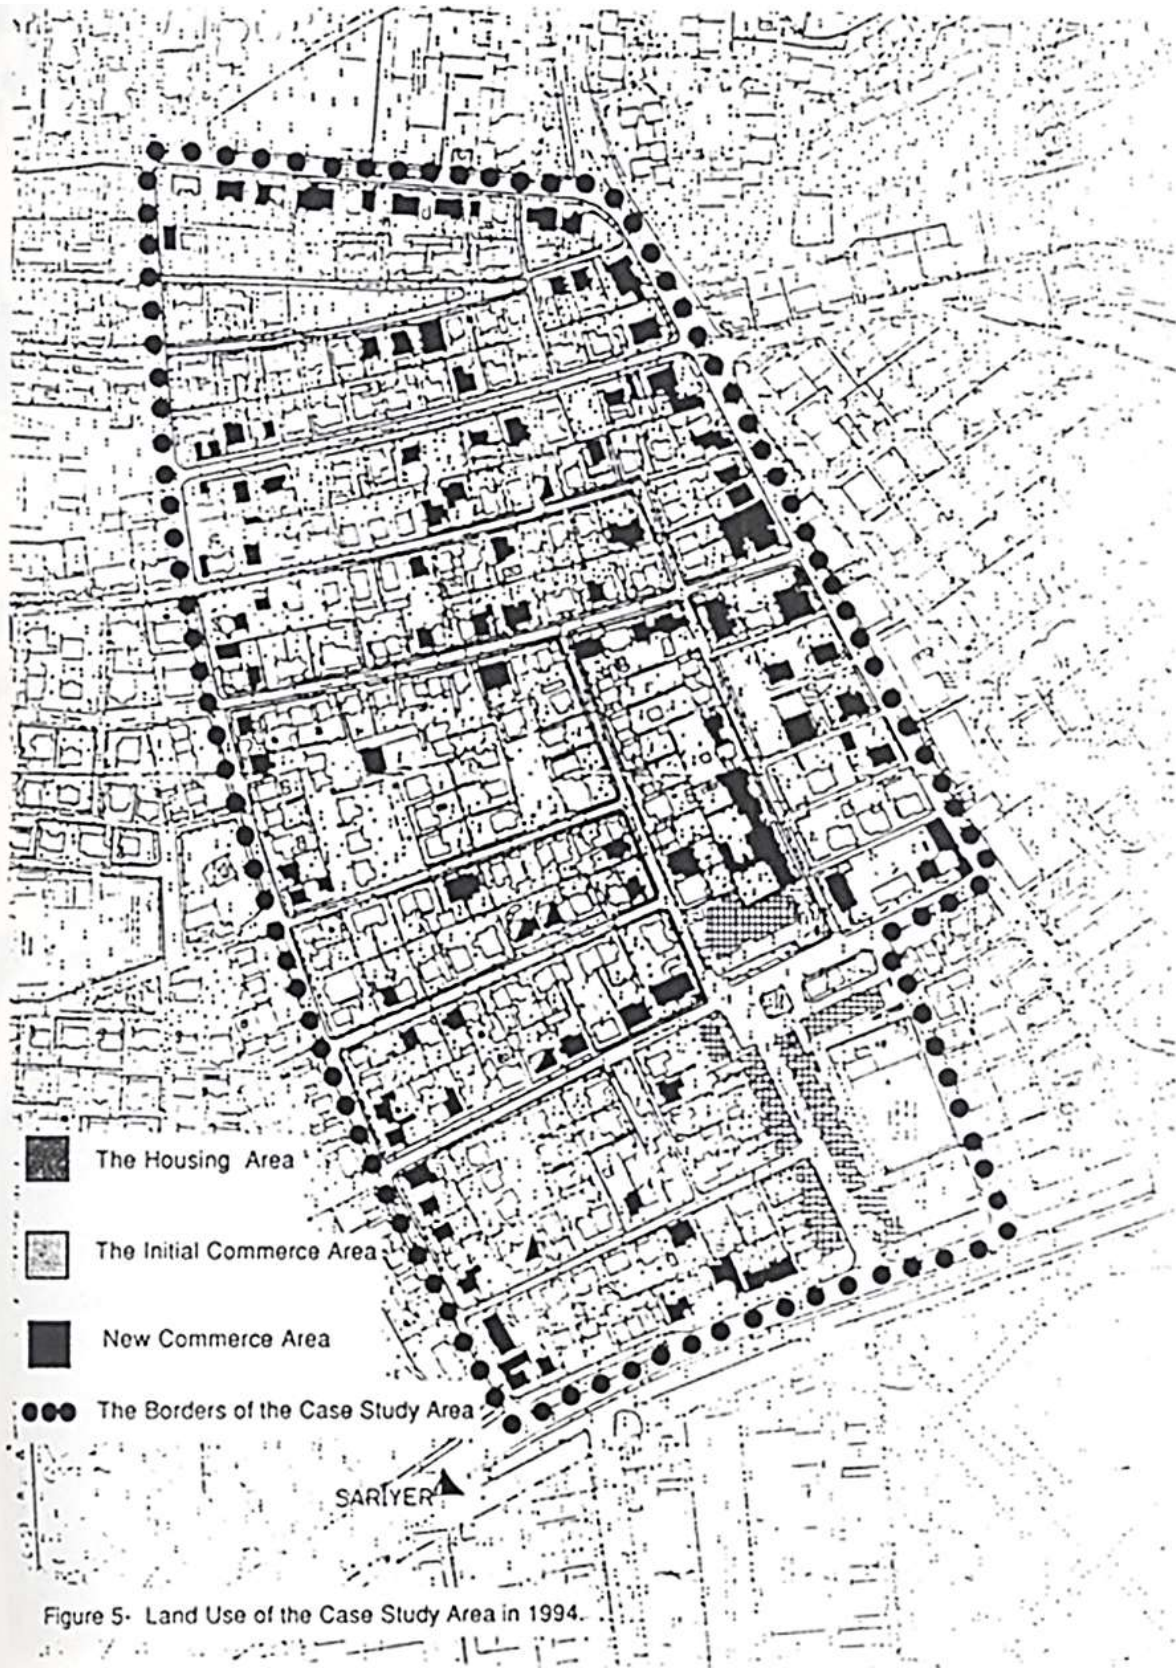 The Housing Area
The Initial Commerce Area
New Commerce Area
The Borders of the Case Study Area
SARIYER
Figure 5- Land Use of the Case Study Area in 1994.